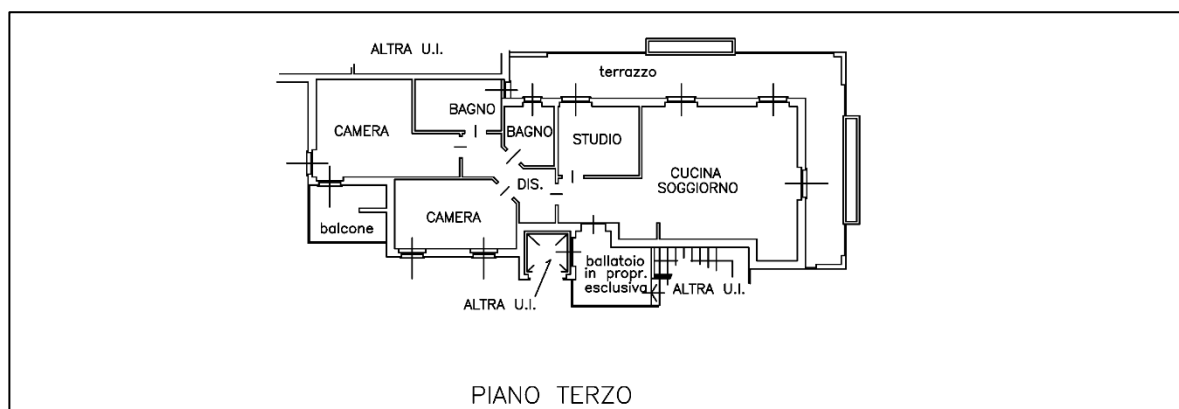 ALTRA U.I.
terrazzo
BAGNO
CAMERA
BAGNO
STUDIO
CUCINA
SOGGIORNO
DIS.
CAMERA
balcone
ballatoio
in propr.
esclusiva
ALTRA U.I.
ALTRA U.I.
PIANO TERZO